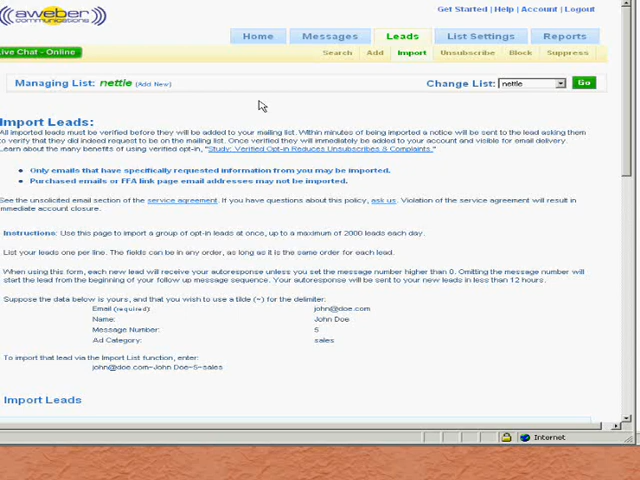 aweber
communications
Get Started | Help | Account | Logout
Live Chat - Online
Home Messages Leads List Settings Reports
Search Add Import Unsubscribe Block Suppress
Managing List: nettle (Add New) Change List: nettle Go
Import Leads:
All imported leads must be verified before they will be added to your mailing list. Within minutes of being imported a notice will be sent to the lead asking them
to verify that they did indeed request to be on the mailing list. Once verified they will immediately be added to your account and visible for email delivery.
Learn about the many benefits of using verified opt-in, "Study: Verified Opt-in Reduces Unsubscribes & Complaints."
Only emails that have specifically requested information from you may be imported.
Purchased emails or FFA link page email addresses may not be imported.
See the unsolicited email section of the service agreement. If you have questions about this policy, ask us. Violation of the service agreement will result in
immediate account closure.
Instructions: Use this page to import a group of opt-in leads at once, up to a maximum of 2000 leads each day.
List your leads one per line. The fields can be in any order, as long as it is the same order for each lead.
When using this form, each new lead will receive your autoresponse unless you set the message number higher than 0. Omitting the message number will
start the lead from the beginning of your follow up message sequence. Your autoresponse will be sent to your new leads in less than 12 hours.
Suppose the data below is yours, and that you wish to use a tilde (~) for the delimiter:
Email (required): john@doe.com
Name: John Doe
Message Number: 5
Ad Category: sales
To import that lead via the Import List function, enter:
john@doe.com~John Doe~5~sales
Import Leads
Internet